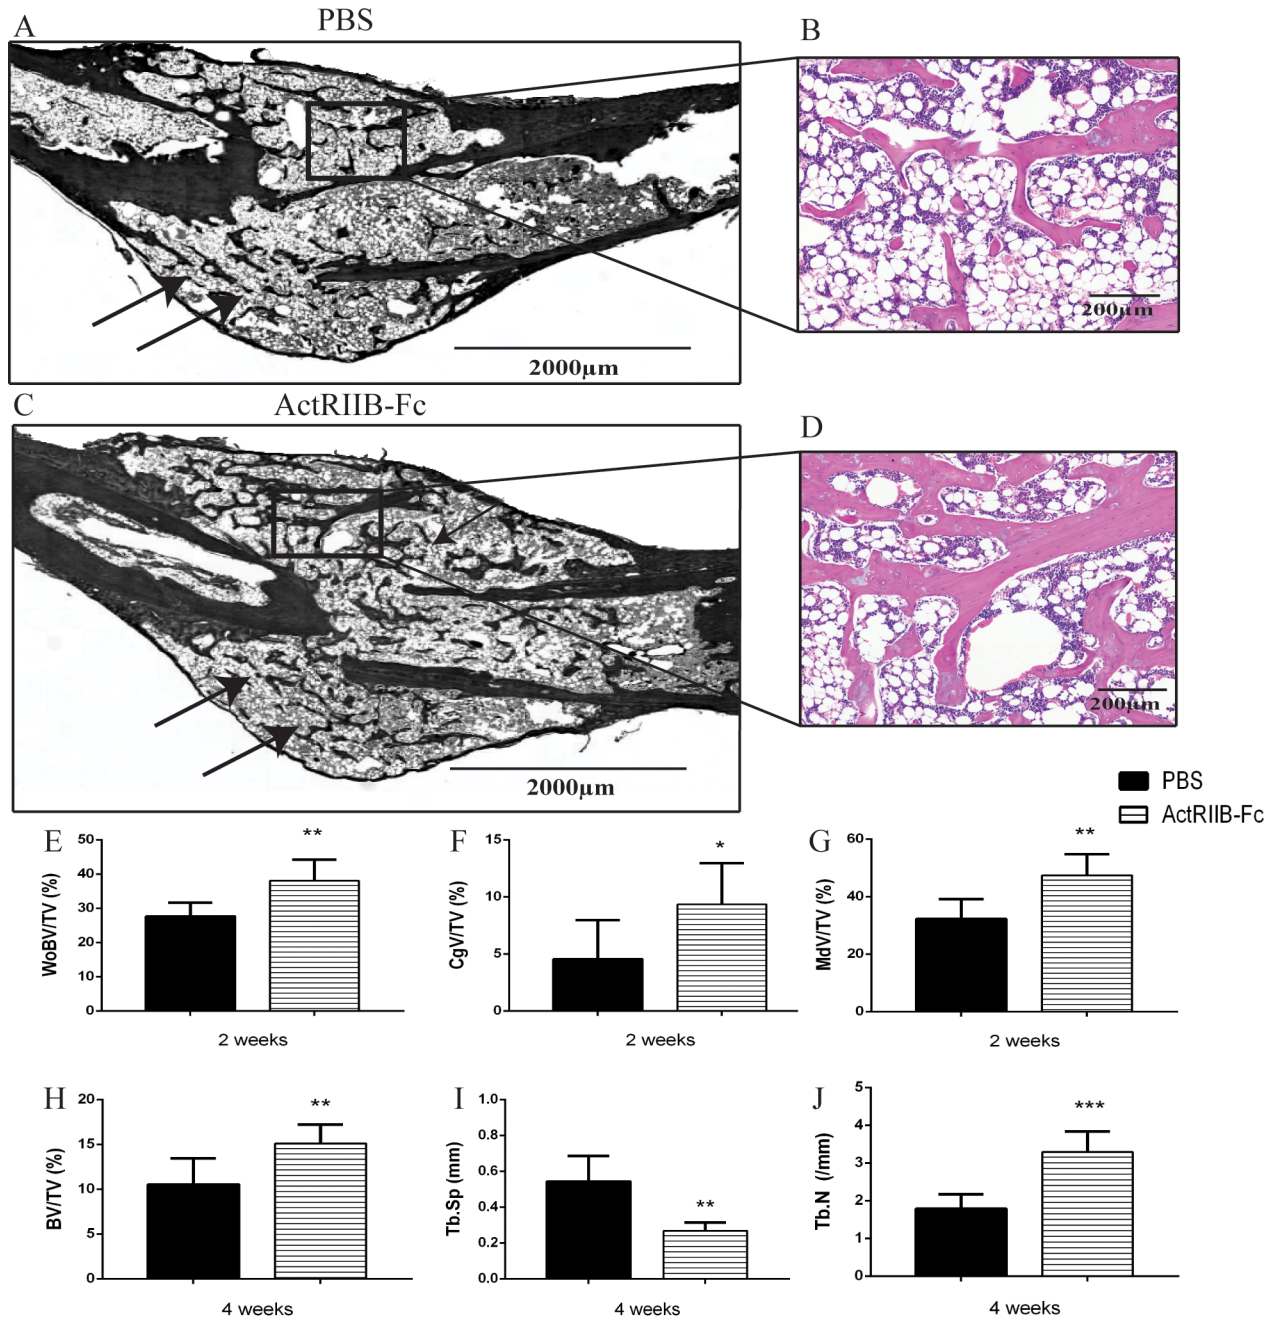 A PBS B
200µm
2000µm
C ActRIIB-Fc D
200µm
2000µm
PBS
ActRIIB-Fc
E
**
WoBV/TV (%)
50
40
30
20
10
0
2 weeks
F
*
CgV/TV (%)
15
10
5
0
2 weeks
G
**
MdV/TV (%)
60
40
20
0
2 weeks
H
**
BV/TV (%)
20
15
10
5
0
4 weeks
I
**
Tb.Sp (mm)
1.0
0.8
0.6
0.4
0.2
0.0
4 weeks
J
***
Tb.N (/mm)
5
4
3
2
1
0
4 weeks